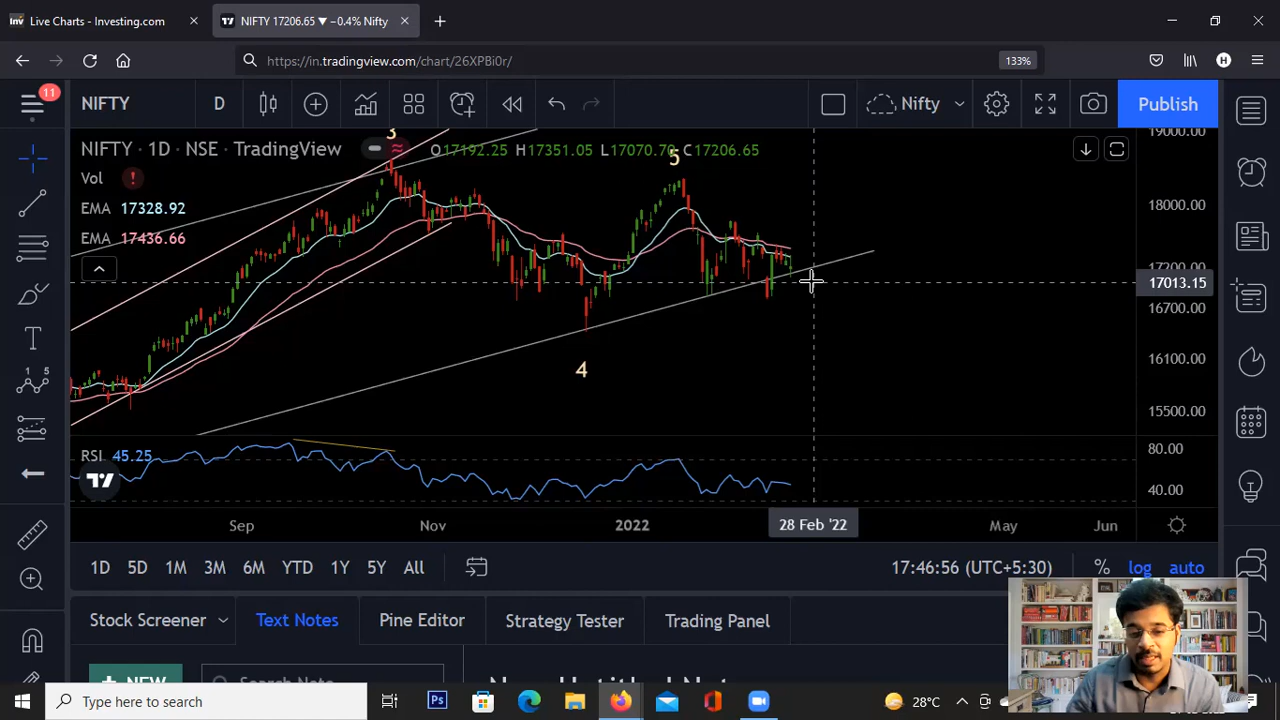 Live Charts - Investing.com
NIFTY 17206.65 ▼ −0.4% Nifty
https://in.tradingview.com/chart/26XPBi0r/
133%
H
11
NIFTY
D
Nifty
Publish
3
NIFTY · 1D · NSE · TradingView
O17192.25 H17351.05 L17070.70 C17206.65
5
Vol
EMA 17328.92
EMA 17436.66
4
19000.00
18000.00
17200.00
17013.15
16700.00
16100.00
15500.00
RSI 45.25
80.00
40.00
Sep
Nov
2022
28 Feb '22
May
Jun
1D
5D
1M
3M
6M
YTD
1Y
5Y
All
17:46:56 (UTC+5:30)
%
log
auto
Stock Screener
Text Notes
Pine Editor
Strategy Tester
Trading Panel
NEW
Search Note
Type here to search
Ps
28°C